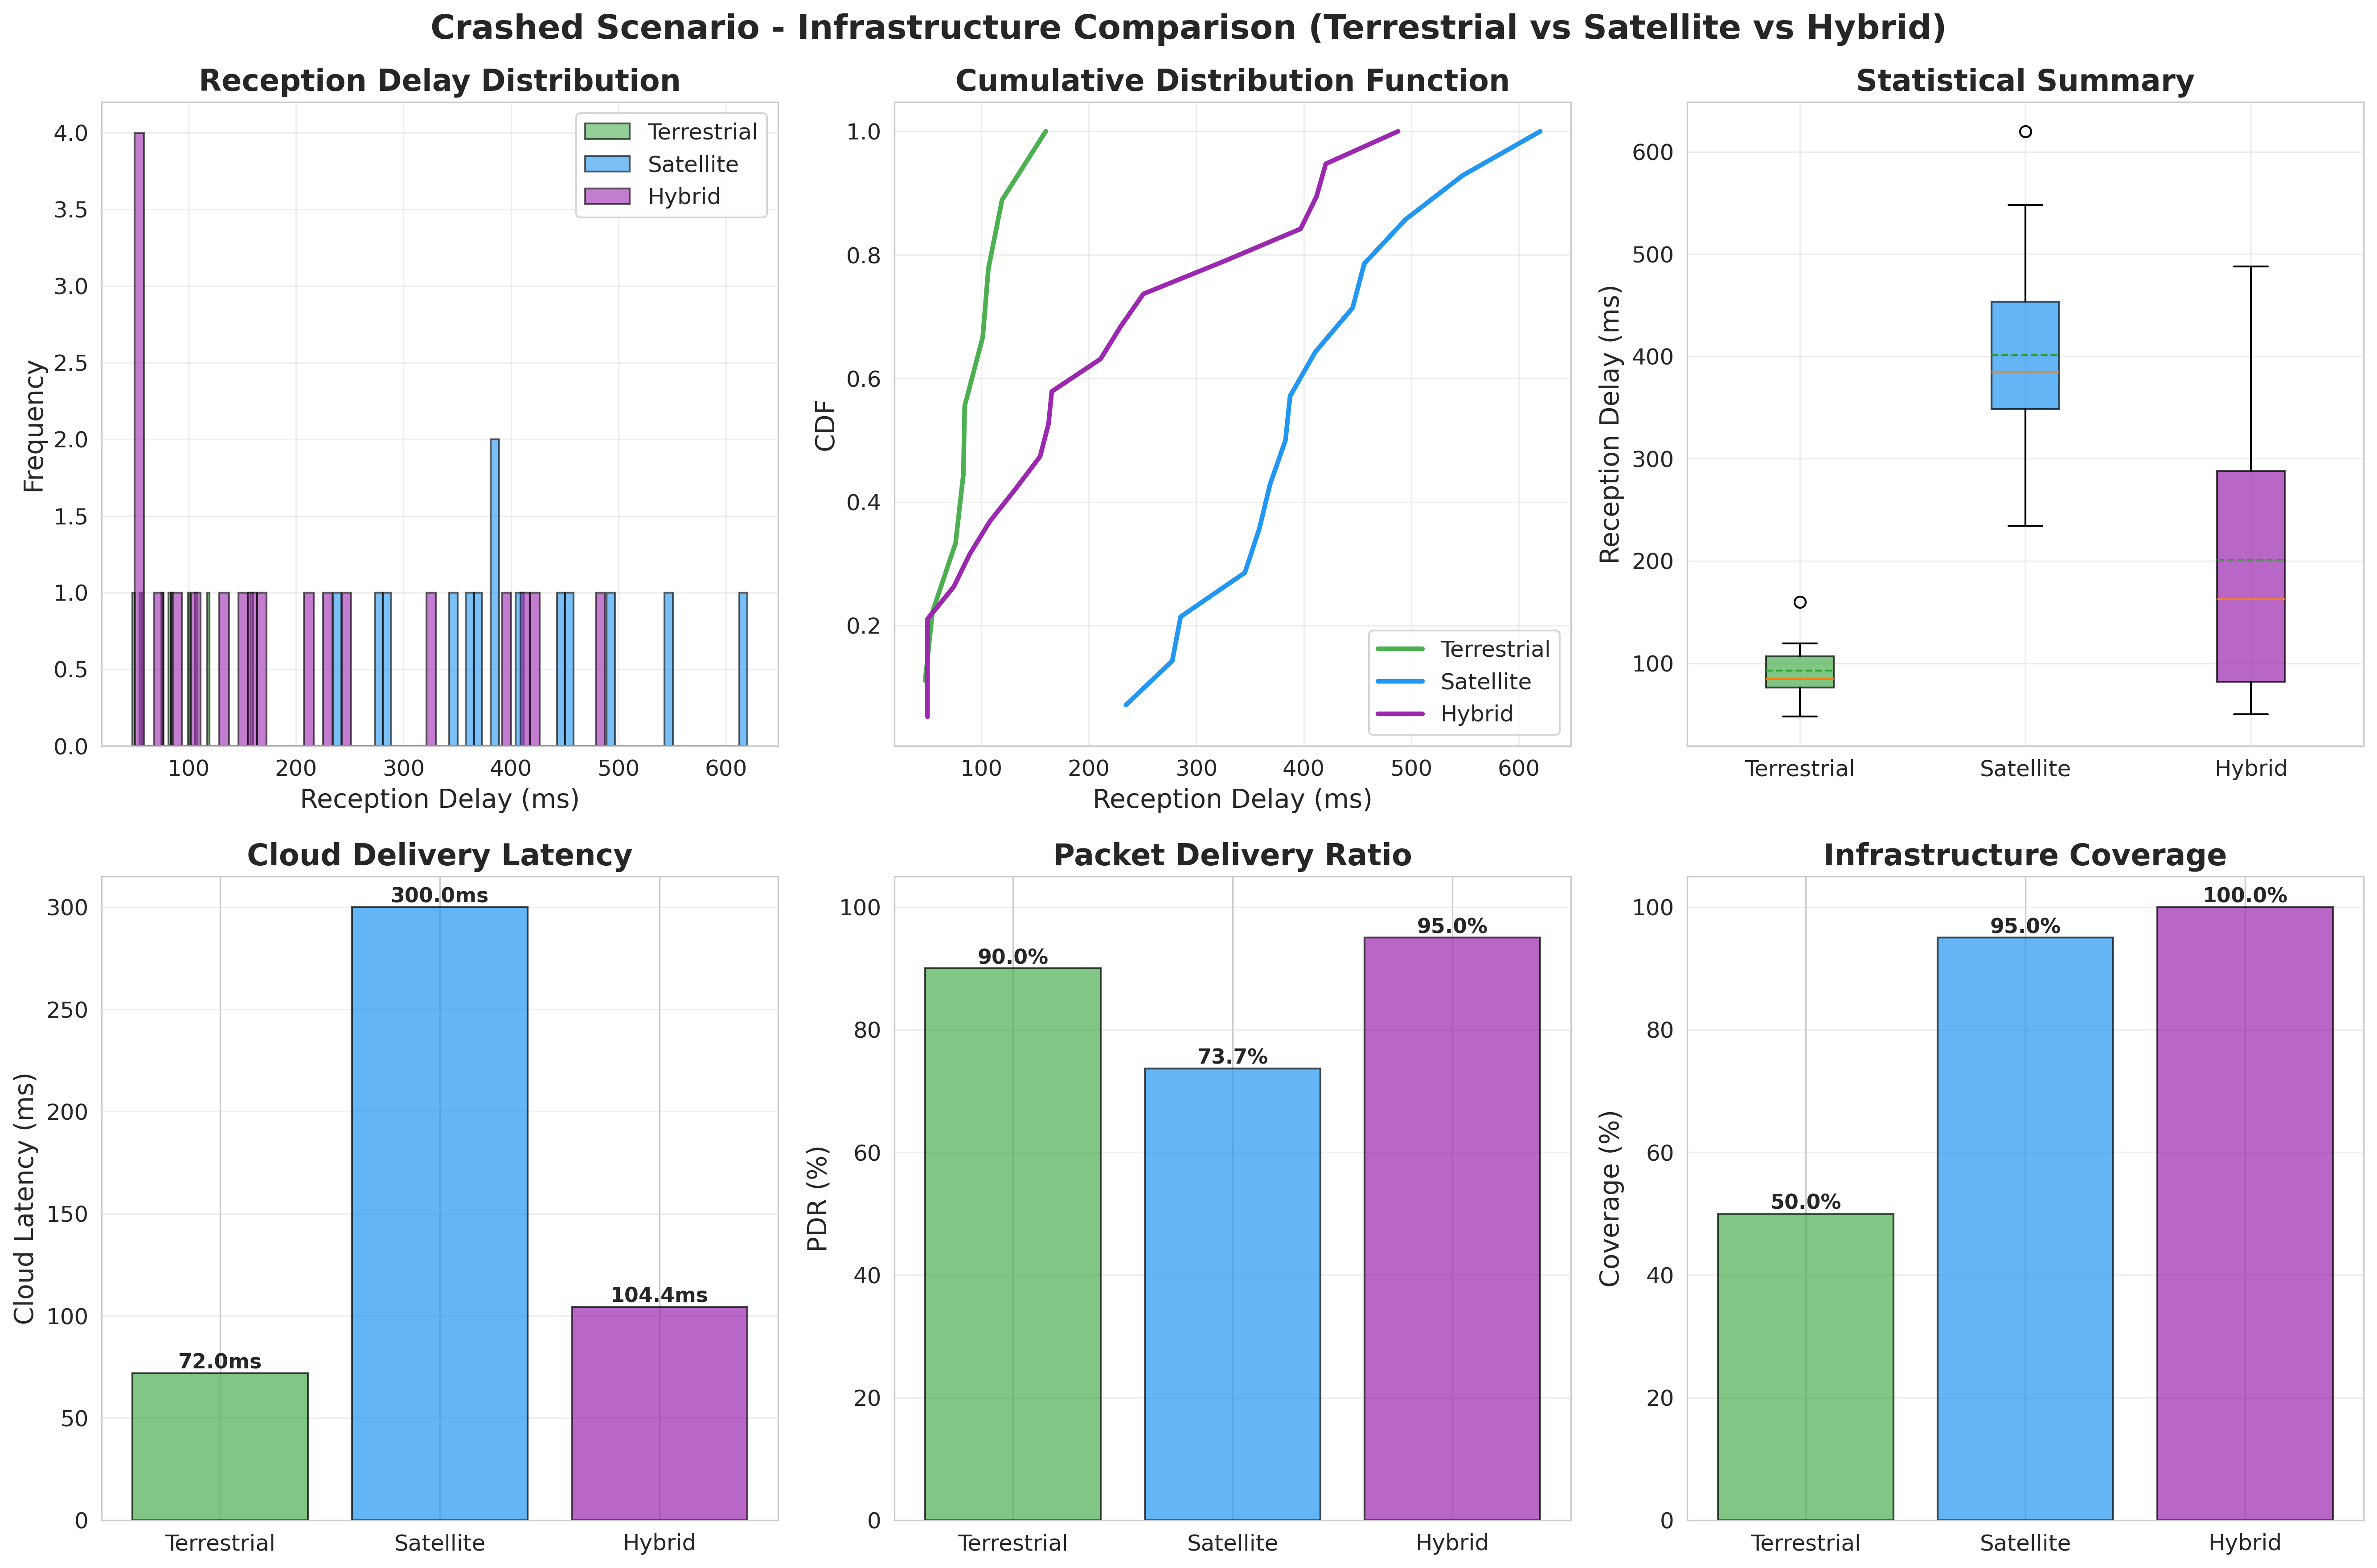 Crashed Scenario - Infrastructure Comparison (Terrestrial vs Satellite vs Hybrid)
Reception Delay Distribution
4.0
3.5
3.0
2.5
2.0
1.5
1.0
0.5
0.0
Frequency
100 200 300 400 500 600
Reception Delay (ms)
Terrestrial
Satellite
Hybrid
Cumulative Distribution Function
1.0
0.8
0.6
0.4
0.2
CDF
100 200 300 400 500 600
Reception Delay (ms)
Terrestrial
Satellite
Hybrid
Statistical Summary
600
500
400
300
200
100
Reception Delay (ms)
Terrestrial Satellite Hybrid
Cloud Delivery Latency
300
250
200
150
100
50
0
Cloud Latency (ms)
72.0ms
300.0ms
104.4ms
Terrestrial Satellite Hybrid
Packet Delivery Ratio
100
80
60
40
20
0
PDR (%)
90.0%
73.7%
95.0%
Terrestrial Satellite Hybrid
Infrastructure Coverage
100
80
60
40
20
0
Coverage (%)
50.0%
95.0%
100.0%
Terrestrial Satellite Hybrid